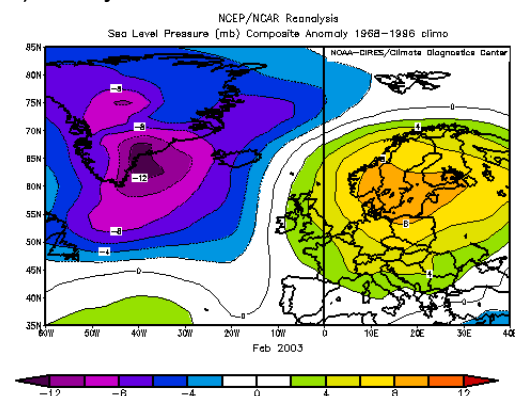 NCEP/NCAR Reanalysis
Sea Level Pressure (mb) Composite Anomaly 1968-1996 climo
NOAA-CIRES/Climate Diagnostics Center
85N
80N
75N
70N
65N
60N
55N
50N
45N
40N
35N
-8
0
-8
4
-12
-8
8
-4
4
0
0
0
60W 50W 40W 30W 20W 10W 0 10E 20E 30E 40E
Feb 2003
-12 -8 -4 0 4 8 12